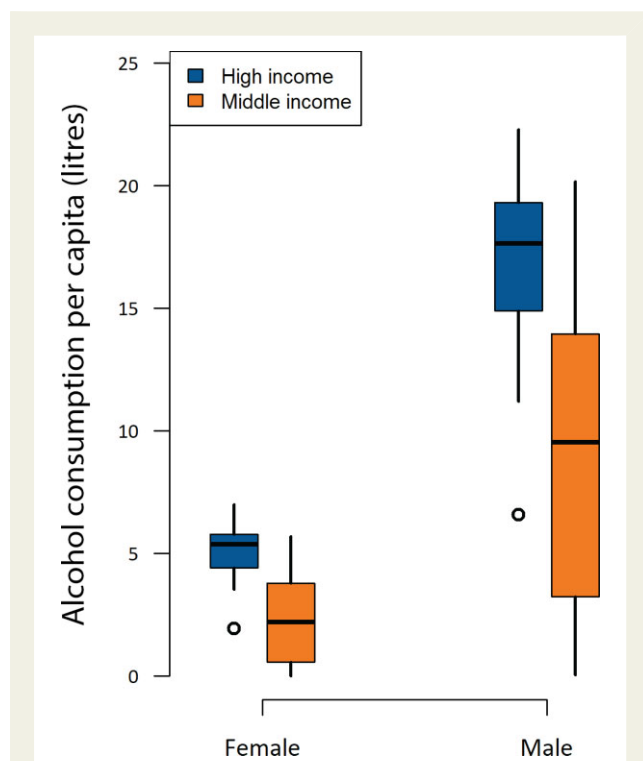 Alcohol consumption per capita (litres)
25
20
15
10
5
0
High income
Middle income
Female
Male